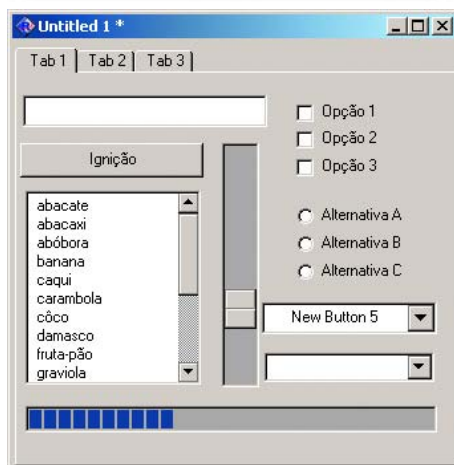 Untitled 1 *
Tab 1 Tab 2 Tab 3
Opção 1
Opção 2
Opção 3
Ignição
abacate
abacaxi
abóbora
banana
caqui
carambola
côco
damasco
fruta-pão
graviola
Alternativa A
Alternativa B
Alternativa C
New Button 5